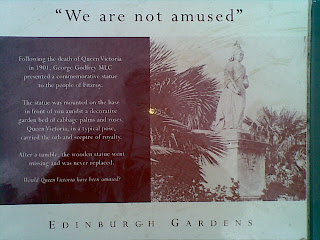 “We are not amused”
Following the death of Queen Victoria
in 1901, George Godfrey MLC
presented a commemorative statue
to the people of Fitzroy.
The statue was mounted on the base
in front of you amidst a decorative
garden bed of cabbage palms and roses.
Queen Victoria, in a typical pose,
carried the orb and sceptre of royalty.
After a tumble, the wooden statue went
missing and was never replaced.
Would Queen Victoria have been amused?
EDINBURGH GARDENS